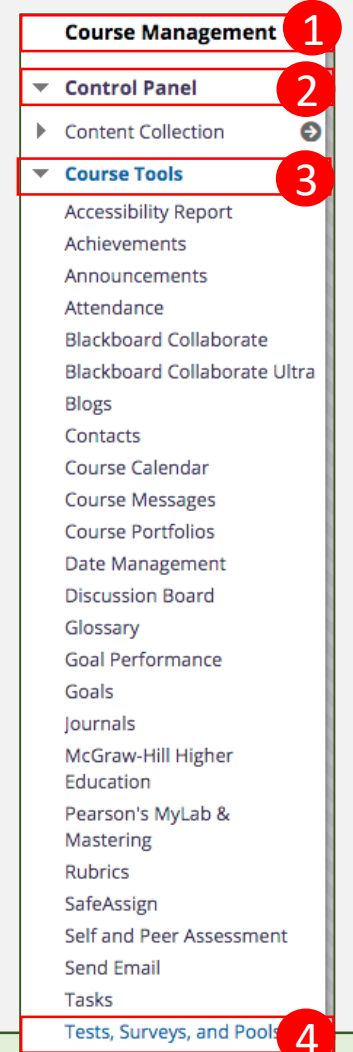 Course Management 1
Control Panel 2
Content Collection
Course Tools 3
Accessibility Report
Achievements
Announcements
Attendance
Blackboard Collaborate
Blackboard Collaborate Ultra
Blogs
Contacts
Course Calendar
Course Messages
Course Portfolios
Date Management
Discussion Board
Glossary
Goal Performance
Goals
Journals
McGraw-Hill Higher
Education
Pearson's MyLab &
Mastering
Rubrics
SafeAssign
Self and Peer Assessment
Send Email
Tasks
Tests, Surveys, and Pools 4